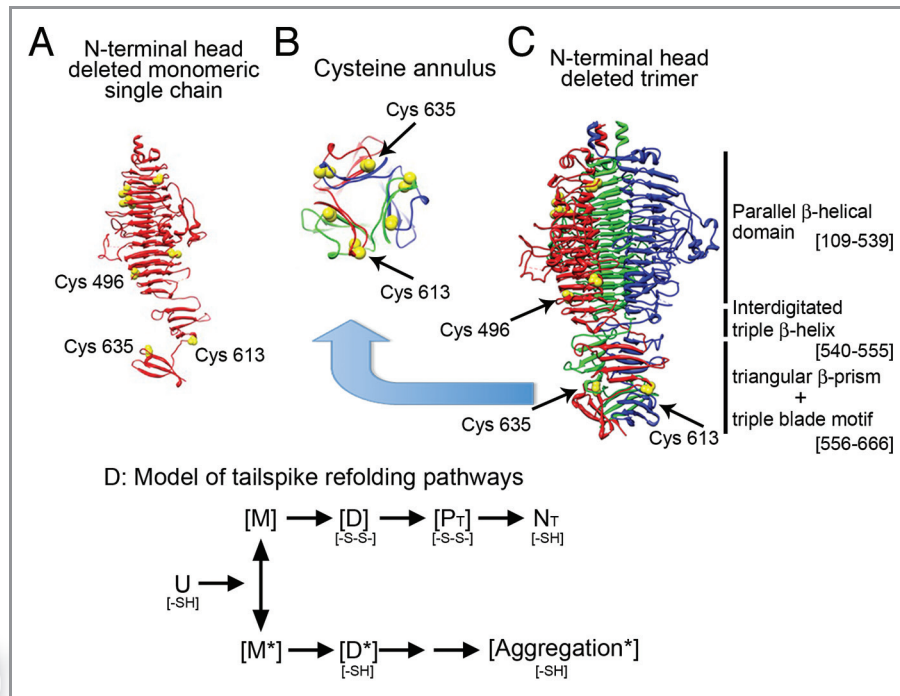 A
N-terminal head
deleted monomeric
single chain
Cys 496
Cys 635
Cys 613
B
Cysteine annulus
Cys 635
Cys 613
C
N-terminal head
deleted trimer
Cys 496
Cys 635
Cys 613
Parallel β-helical
domain
[109-539]
Interdigitated
triple β-helix
[540-555]
triangular β-prism
+
triple blade motif
[556-666]
D: Model of tailspike refolding pathways
[M] [D] [PT] NT
[-S-S-] [-S-S-] [-SH]
U
[-SH]
[M*] [D*] [Aggregation*]
[-SH] [-SH]